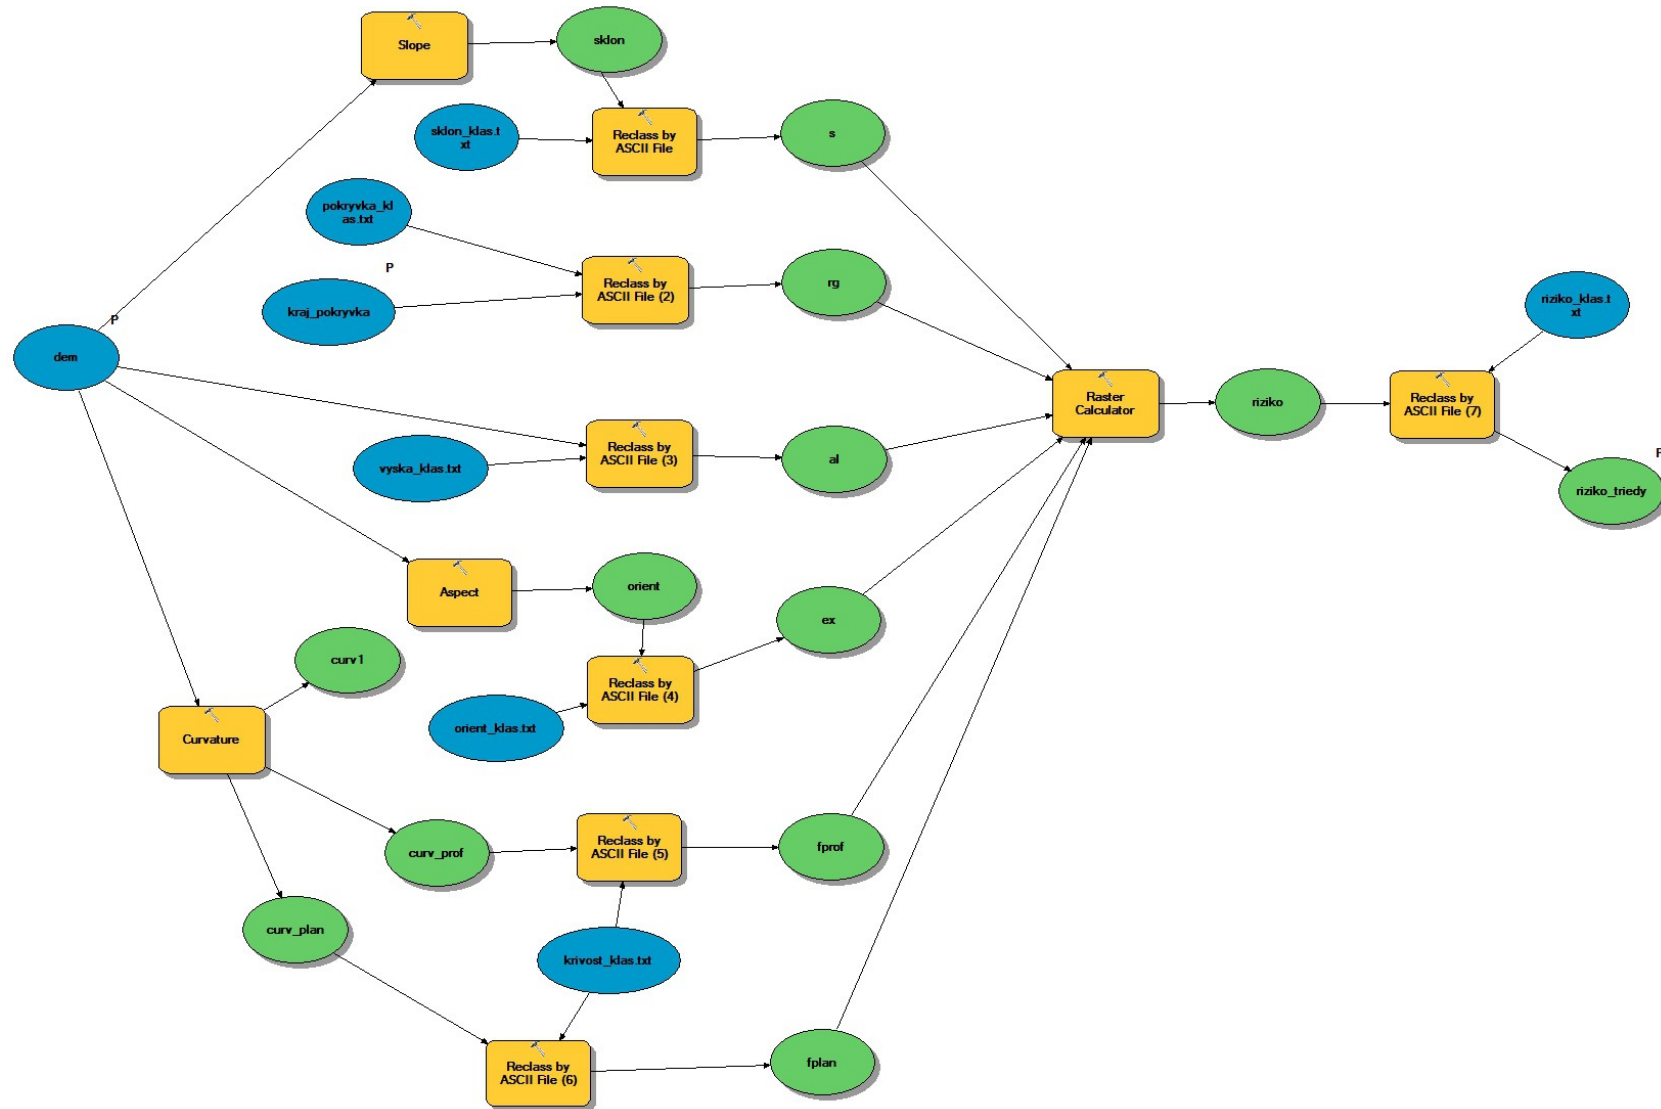 Slope
sklon
sklon_klas.t
xt
Reclass by
ASCII File
s
pokryvka_kl
as.txt
P
kraj_pokryvka
Reclass by
ASCII File (2)
rg
riziko_klas.t
xt
P
dem
Raster
Calculator
riziko
Reclass by
ASCII File (7)
vyska_klas.txt
Reclass by
ASCII File (3)
al
P
riziko_triedy
Aspect
orient
ex
curv1
Reclass by
ASCII File (4)
orient_klas.txt
Curvature
curv_prof
Reclass by
ASCII File (5)
fprof
curv_plan
krivost_klas.txt
Reclass by
ASCII File (6)
fplan